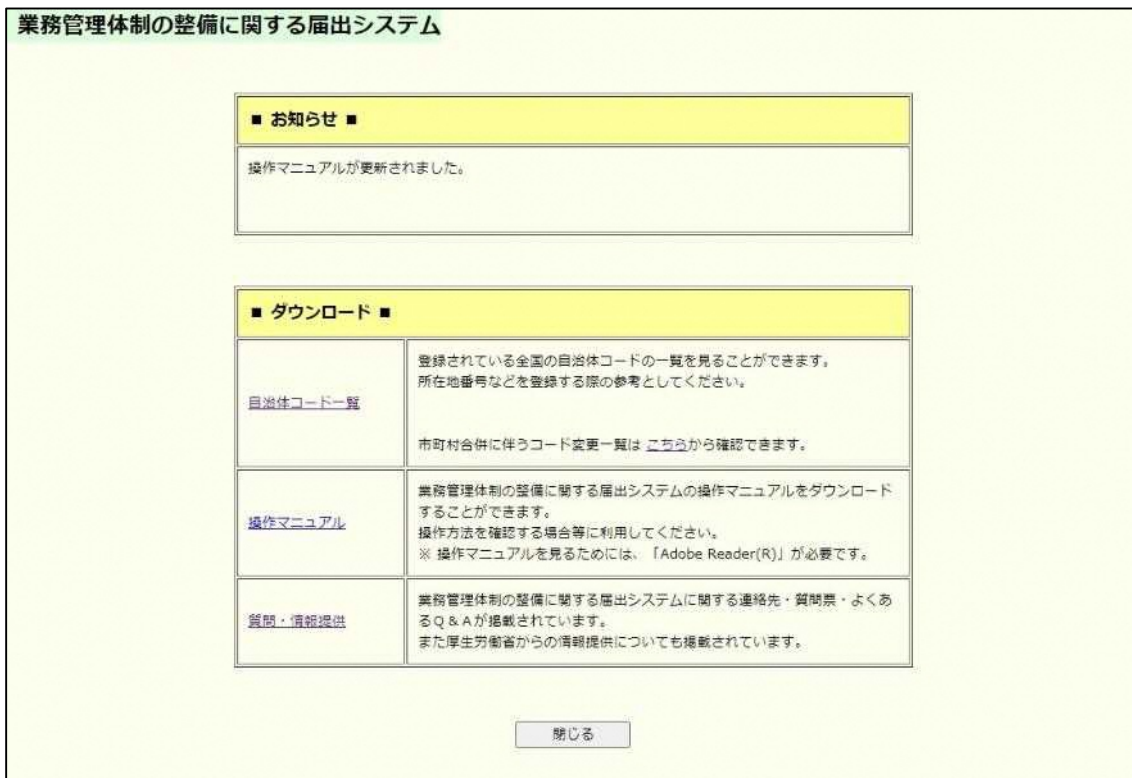 業務管理体制の整備に関する届出システム
■ お知らせ ■
操作マニュアルが更新されました。
■ ダウンロード ■
自治体コード一覧
登録されている全国の自治体コードの一覧を見ることができます。
所在地番号などを登録する際の参考としてください。
市町村合併に伴うコード変更一覧は こちらから確認できます。
操作マニュアル
業務管理体制の整備に関する届出システムの操作マニュアルをダウンロード
することができます。
操作方法を確認する場合等に利用してください。
※ 操作マニュアルを見るためには、「Adobe Reader(R)」が必要です。
質問・情報提供
業務管理体制の整備に関する届出システムに関する連絡先・質問票・よくあ
るQ&Aが掲載されています。
また厚生労働省からの情報提供についても掲載されています。
閉じる